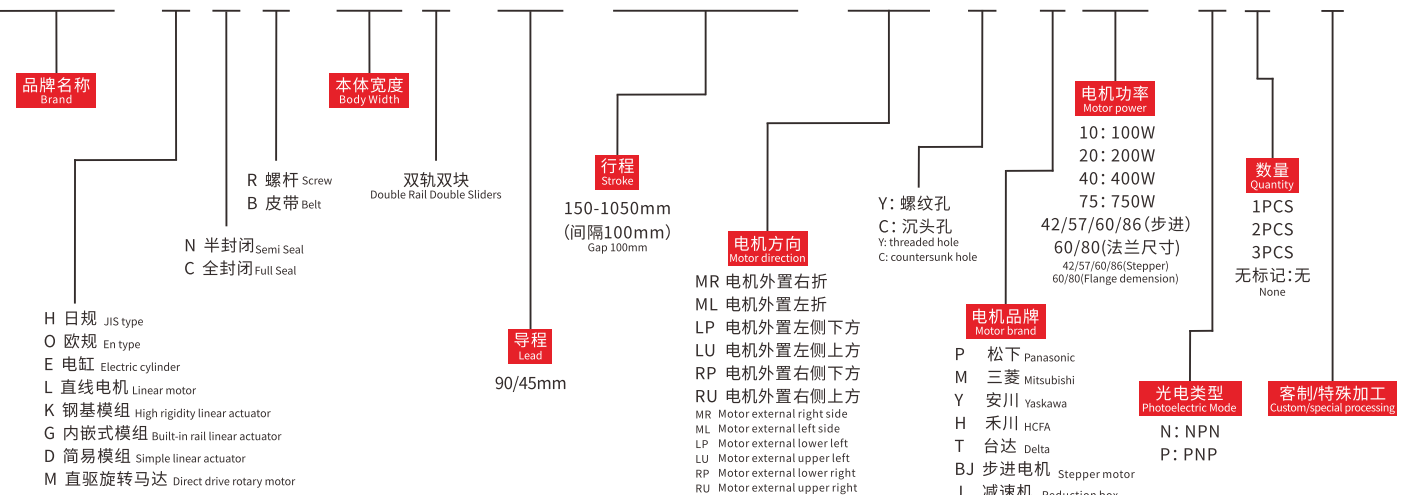 品牌名称
Brand
H 日规 JIS type
O 欧规 En type
E 电缸 Electric cylinder
L 直线电机 Linear motor
K 钢基模组 High rigidity linear actuator
G 内嵌式模组 Built-in rail linear actuator
D 简易模组 Simple linear actuator
M 直驱旋转马达 Direct drive rotary motor
N 半封闭 Semi Seal
C 全封闭 Full Seal
R 螺杆 Screw
B 皮带 Belt
本体宽度
Body Width
双轨双块
Double Rail Double Sliders
导程
Lead
90/45mm
行程
Stroke
150-1050mm
(间隔100mm)
Gap 100mm
电机方向
Motor direction
MR 电机外置右折
ML 电机外置左折
LP 电机外置左侧下方
LU 电机外置左侧上方
RP 电机外置右侧下方
RU 电机外置右侧上方
MR Motor external right side
ML Motor external left side
LP Motor external lower left
LU Motor external upper left
RP Motor external lower right
RU Motor external upper right
Y: 螺纹孔
C: 沉头孔
Y: threaded hole
C: countersunk hole
电机品牌
Motor brand
P 松下 Panasonic
M 三菱 Mitsubishi
Y 安川 Yaskawa
H 禾川 HCFA
T 台达 Delta
BJ 步进电机 Stepper motor
J 减速机 Reduction box
电机功率
Motor power
10: 100W
20: 200W
40: 400W
75: 750W
42/57/60/86(步进)
60/80(法兰尺寸)
42/57/60/86(Stepper)
60/80(Flange demension)
光电类型
Photoelectric Mode
N: NPN
P: PNP
数量
Quantity
1PCS
2PCS
3PCS
无标记:无
None
客制/特殊加工
Custom/special processing